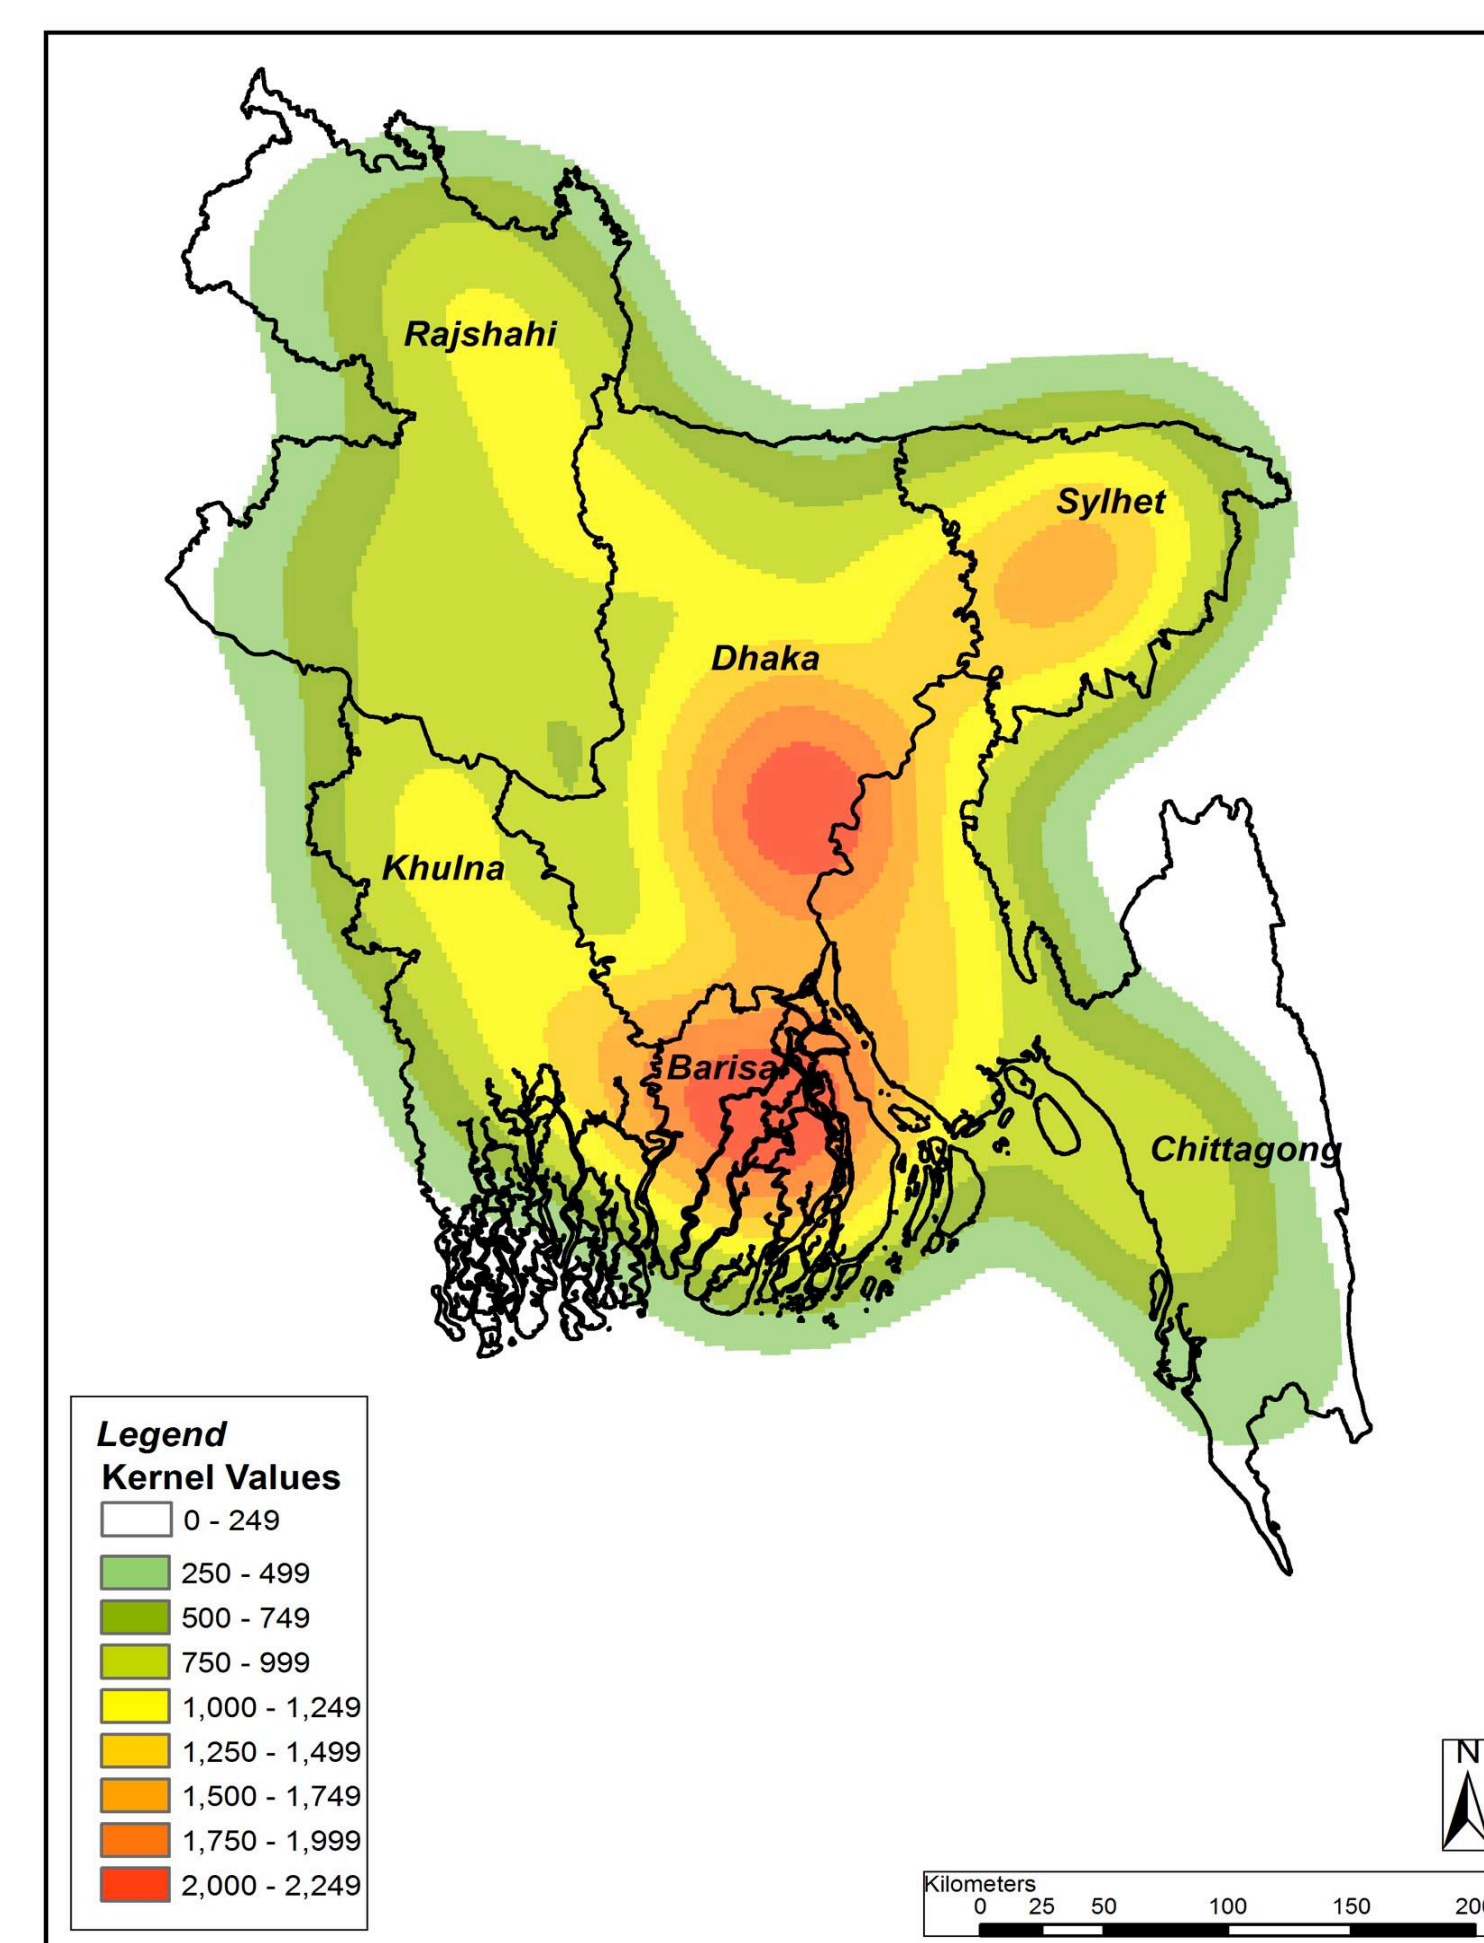 Rajshahi
Sylhet
Dhaka
Khulna
Barisa
Chittagong
Legend
Kernel Values
0 - 249
250 - 499
500 - 749
750 - 999
1,000 - 1,249
1,250 - 1,499
1,500 - 1,749
1,750 - 1,999
2,000 - 2,249
N
Kilometers
0 25 50 100 150 200